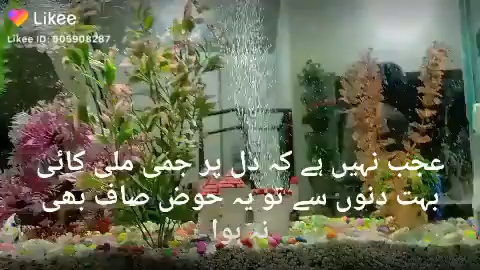 Likee
Likee ID: 905908287
عجب نہیں ہے کہ دل پر جمی ملی کائی
بہت دنوں سے تو یہ حوض صاف بھی
نہ ہوا